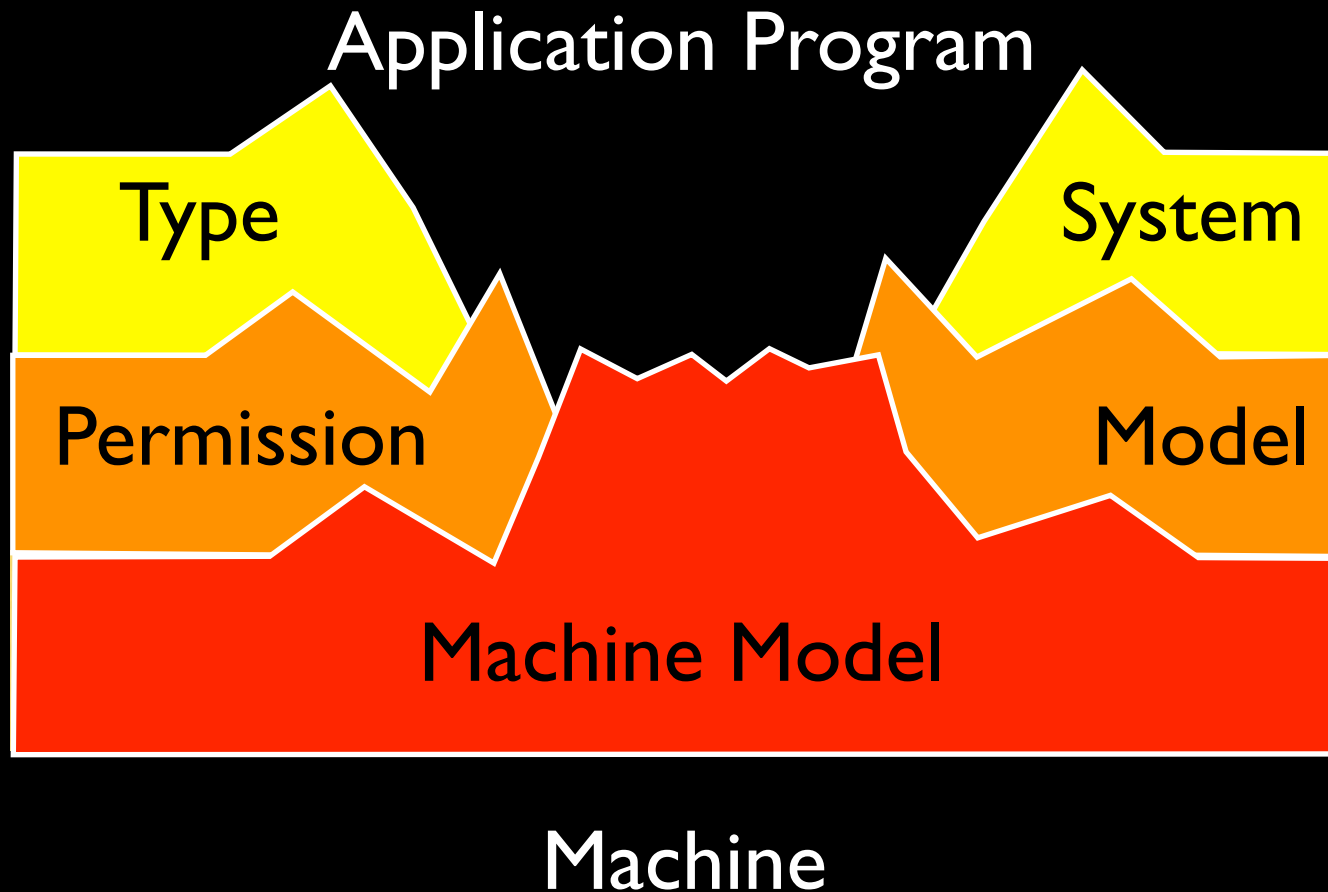 Application Program
Type System
Permission Model
Machine Model
Machine